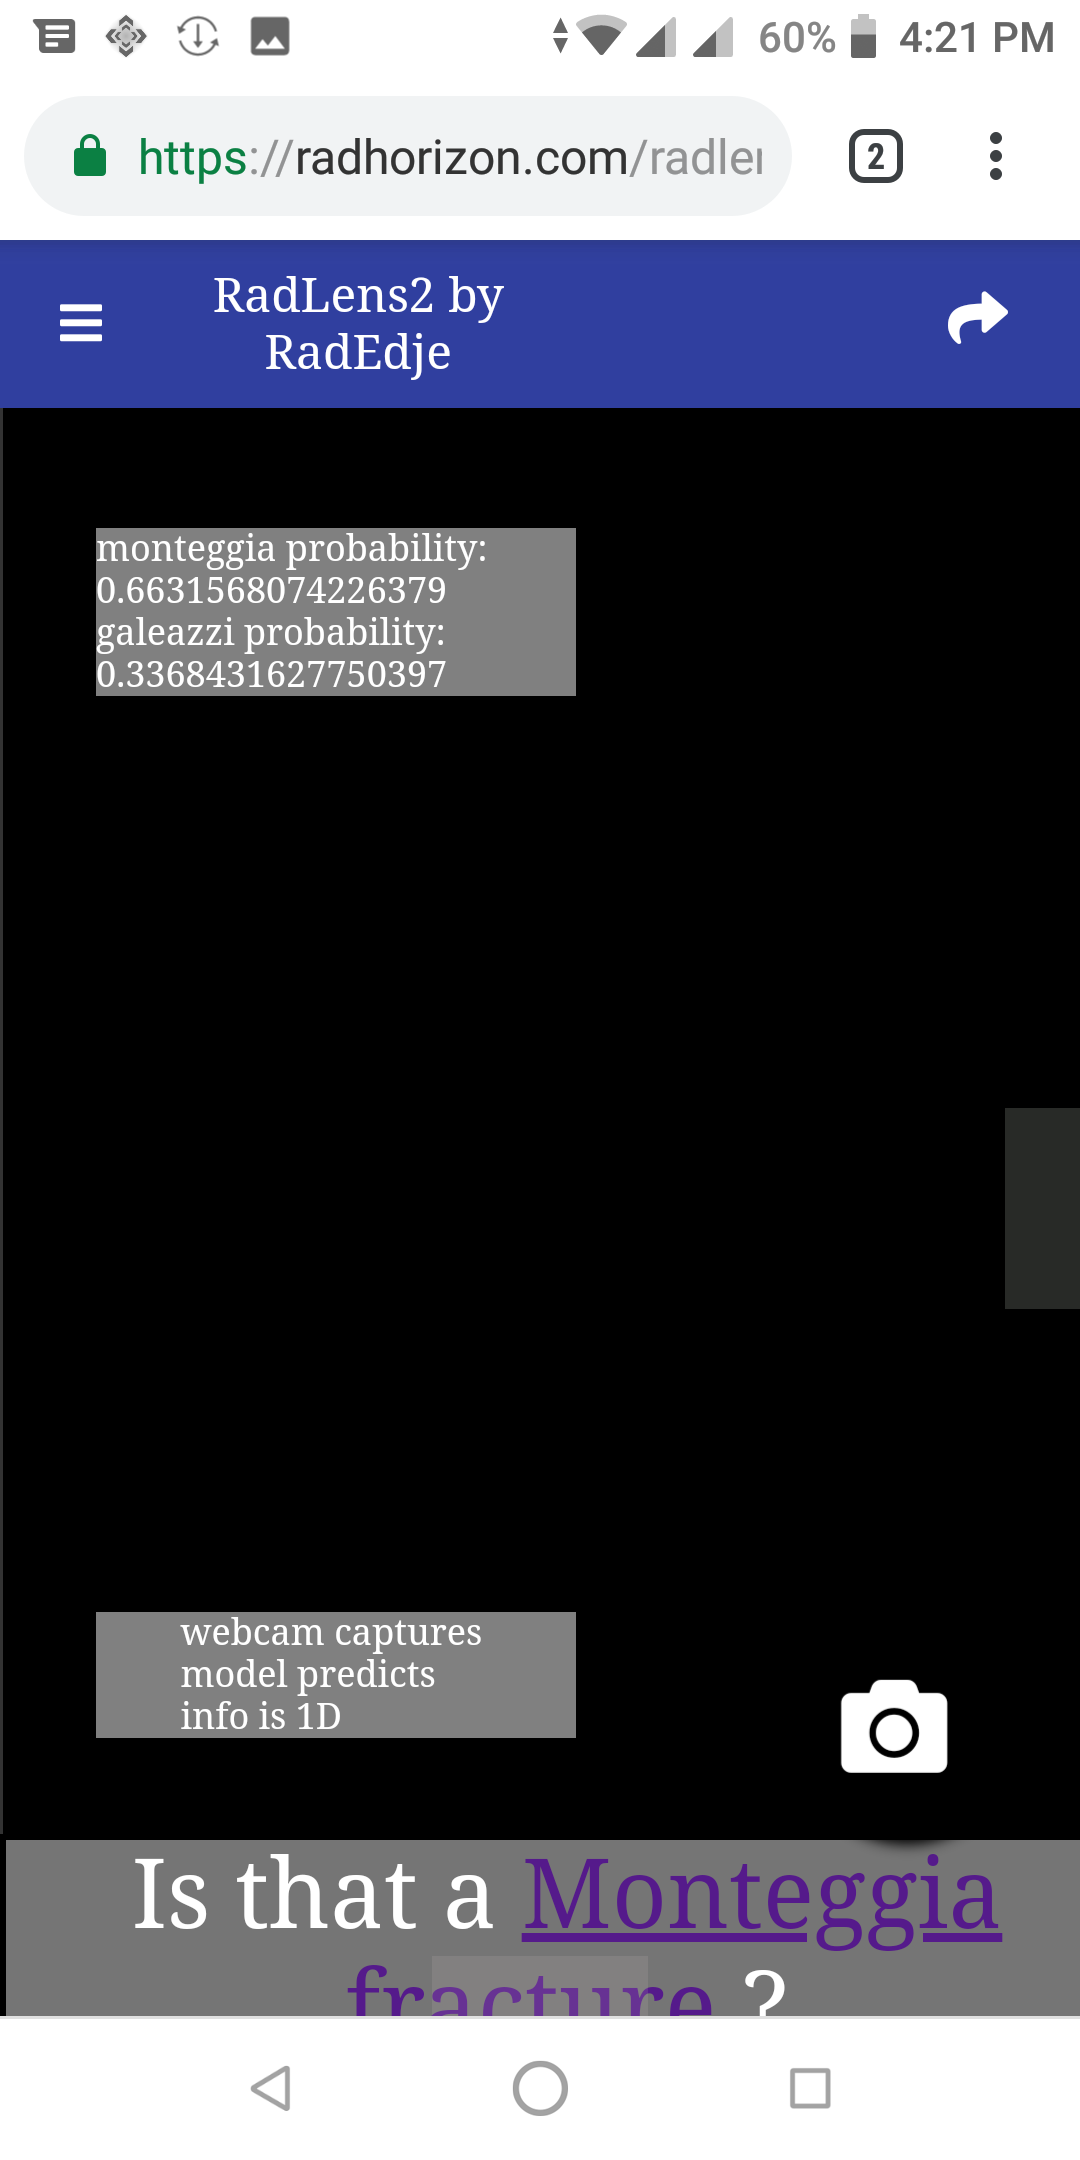 60% 4:21 PM
https://radhorizon.com/radle
2
RadLens2 by
RadEdje
monteggia probability:
0.6631568074226379
galeazzi probability:
0.3368431627750397
webcam captures
model predicts
info is 1D
Is that a Monteggia
fracture ?